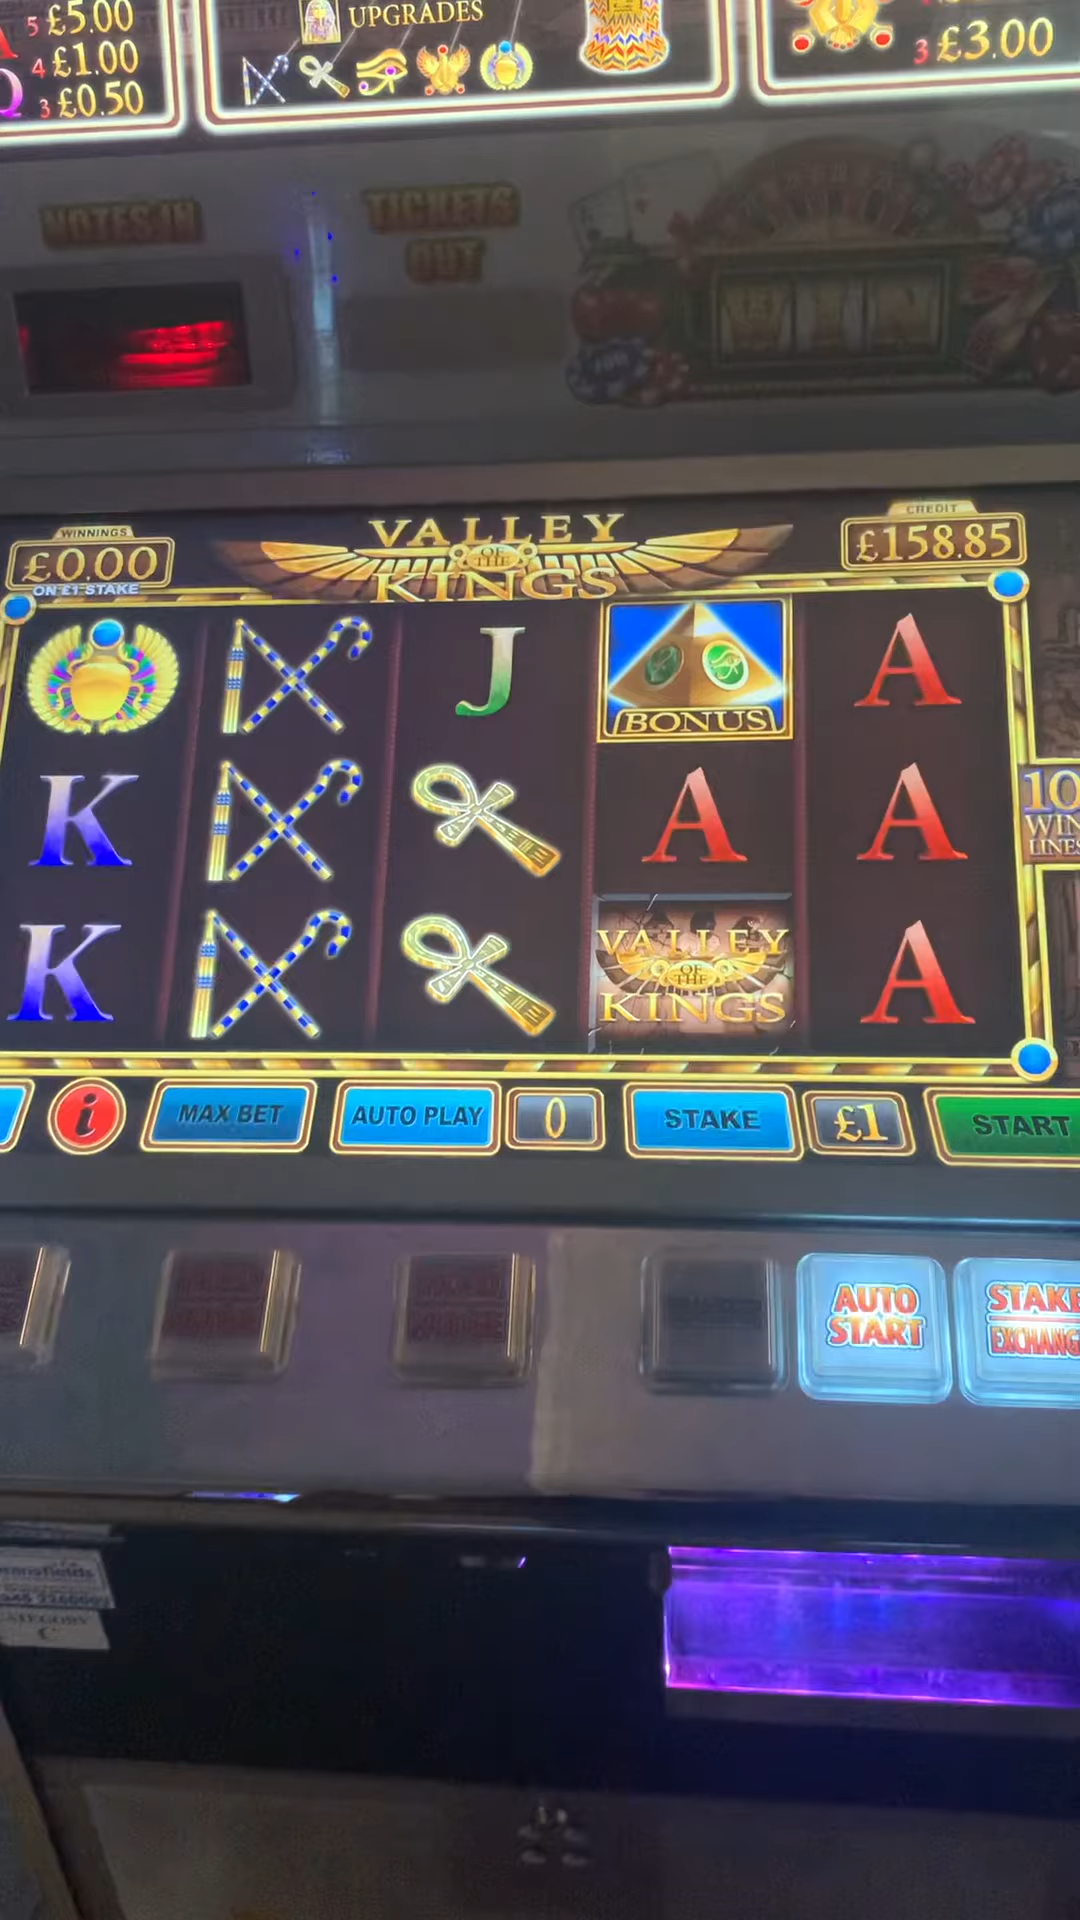 5 £5.00
4 £1.00
Q 3 £0.50
UPGRADES
3 £3.00
NOTES IN
TICKETS
OUT
WINNINGS
£0.00
ON £1 STAKE
VALLEY
OF THE
KINGS
CREDIT
£158.85
J
BONUS
A
K
A
A
K
VALLEY
OF THE
KINGS
A
10
WIN
LINES
i
MAX BET
AUTO PLAY
0
STAKE
£1
START
AUTO
START
STAKE
EXCHANG
CATEGORY
C